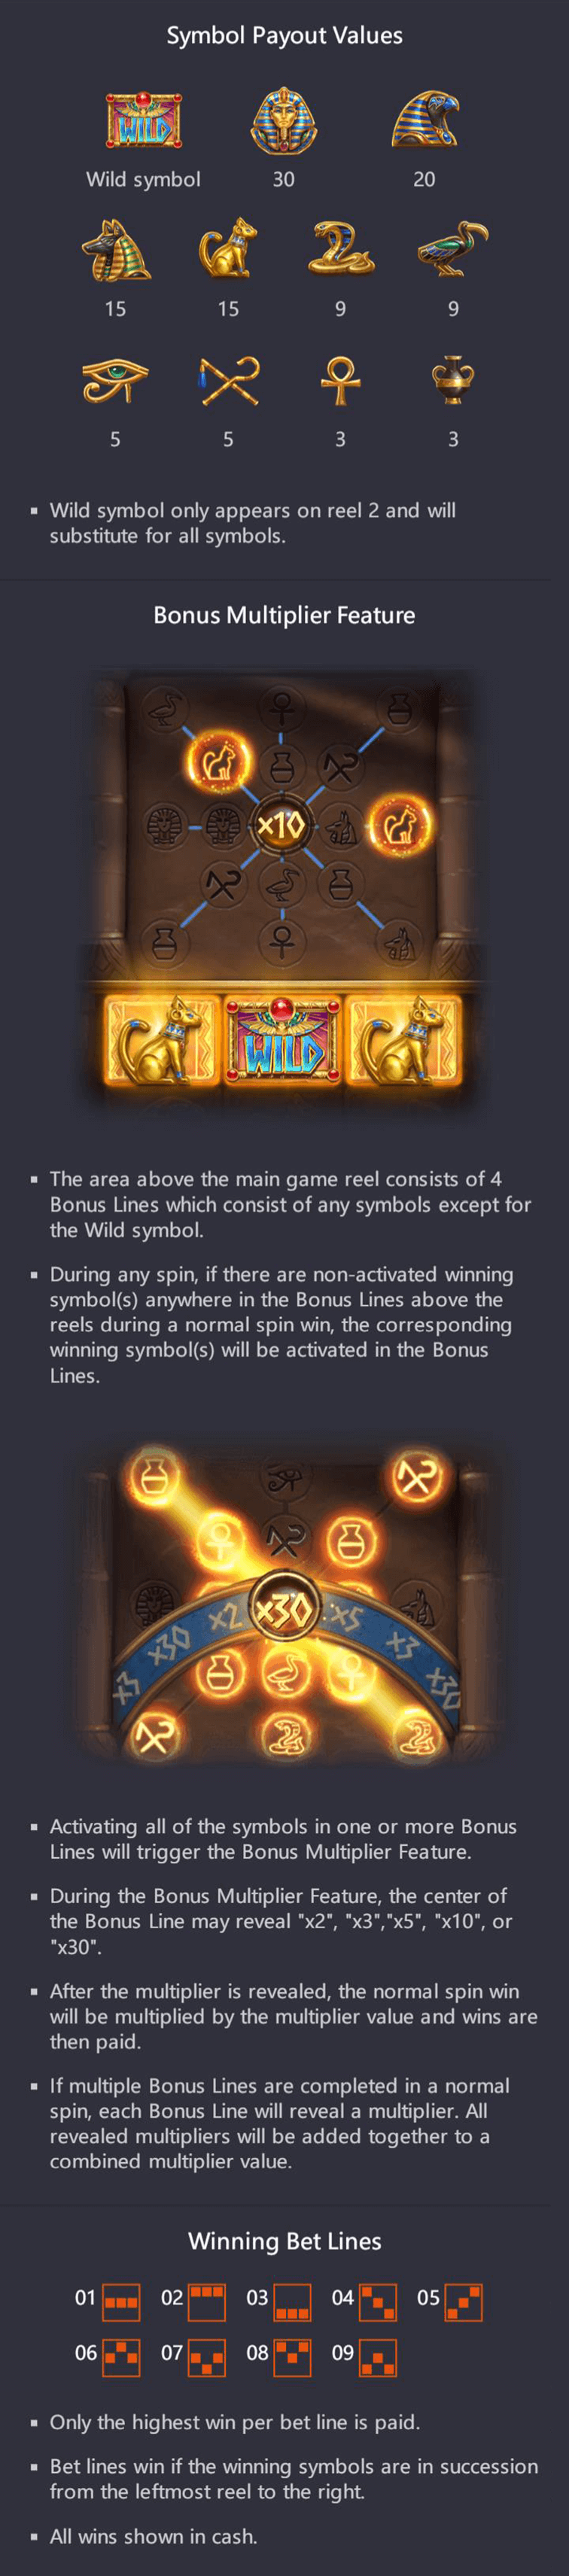 Symbol Payout Values
WILD
Wild symbol 30 20
15 15 9 9
5 5 3 3
▪ Wild symbol only appears on reel 2 and will
substitute for all symbols.
Bonus Multiplier Feature
x10
WILD
▪ The area above the main game reel consists of 4
Bonus Lines which consist of any symbols except for
the Wild symbol.
▪ During any spin, if there are non-activated winning
symbol(s) anywhere in the Bonus Lines above the
reels during a normal spin win, the corresponding
winning symbol(s) will be activated in the Bonus
Lines.
x3 x30 x2 x30 x5 x3 x30
▪ Activating all of the symbols in one or more Bonus
Lines will trigger the Bonus Multiplier Feature.
▪ During the Bonus Multiplier Feature, the center of
the Bonus Line may reveal "x2", "x3","x5", "x10", or
"x30".
▪ After the multiplier is revealed, the normal spin win
will be multiplied by the multiplier value and wins are
then paid.
▪ If multiple Bonus Lines are completed in a normal
spin, each Bonus Line will reveal a multiplier. All
revealed multipliers will be added together to a
combined multiplier value.
Winning Bet Lines
01 02 03 04 05
06 07 08 09
▪ Only the highest win per bet line is paid.
▪ Bet lines win if the winning symbols are in succession
from the leftmost reel to the right.
▪ All wins shown in cash.